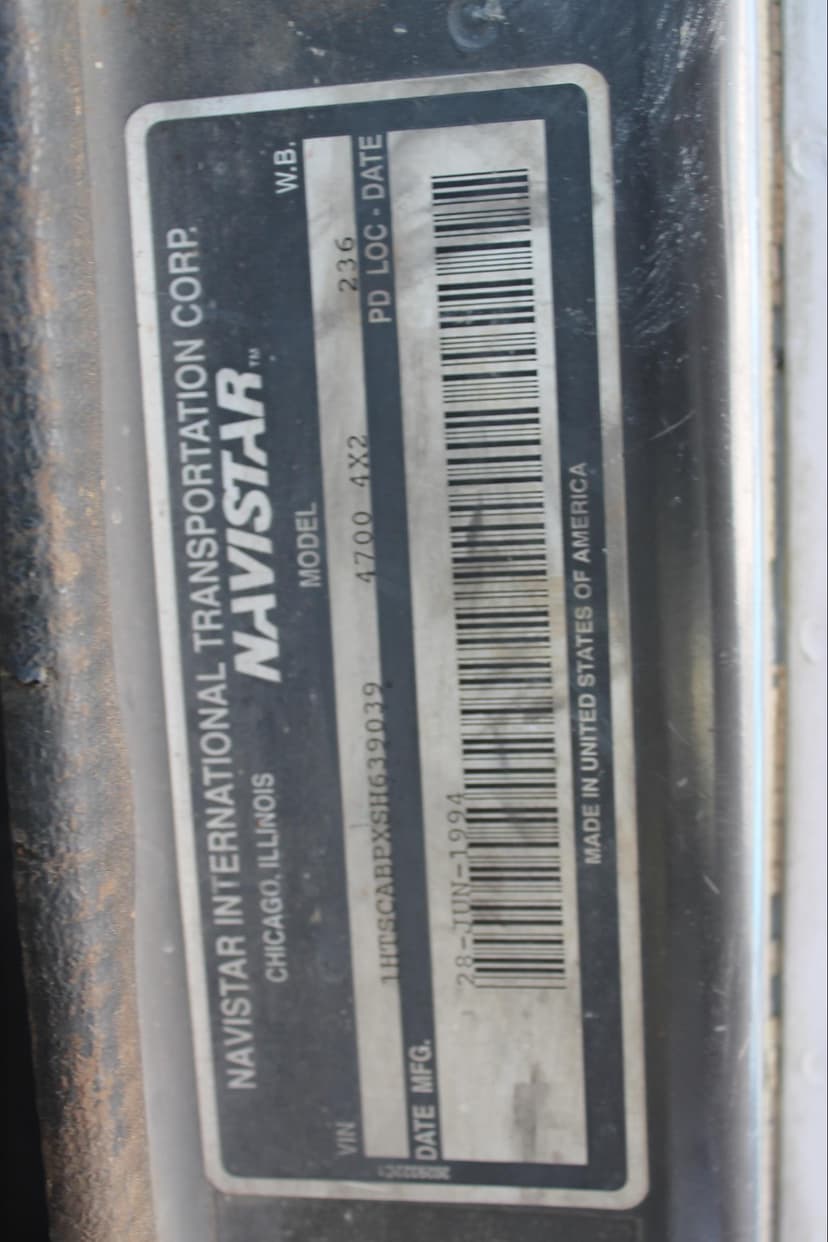 NAVISTAR INTERNATIONAL TRANSPORTATION CORP.
CHICAGO, ILLINOIS NAVISTAR™
VIN MODEL W.B.
1HTSCABPXSH639039 4700 4X2 236
DATE MFG. PD LOC - DATE
28-JUN-1994
MADE IN UNITED STATES OF AMERICA